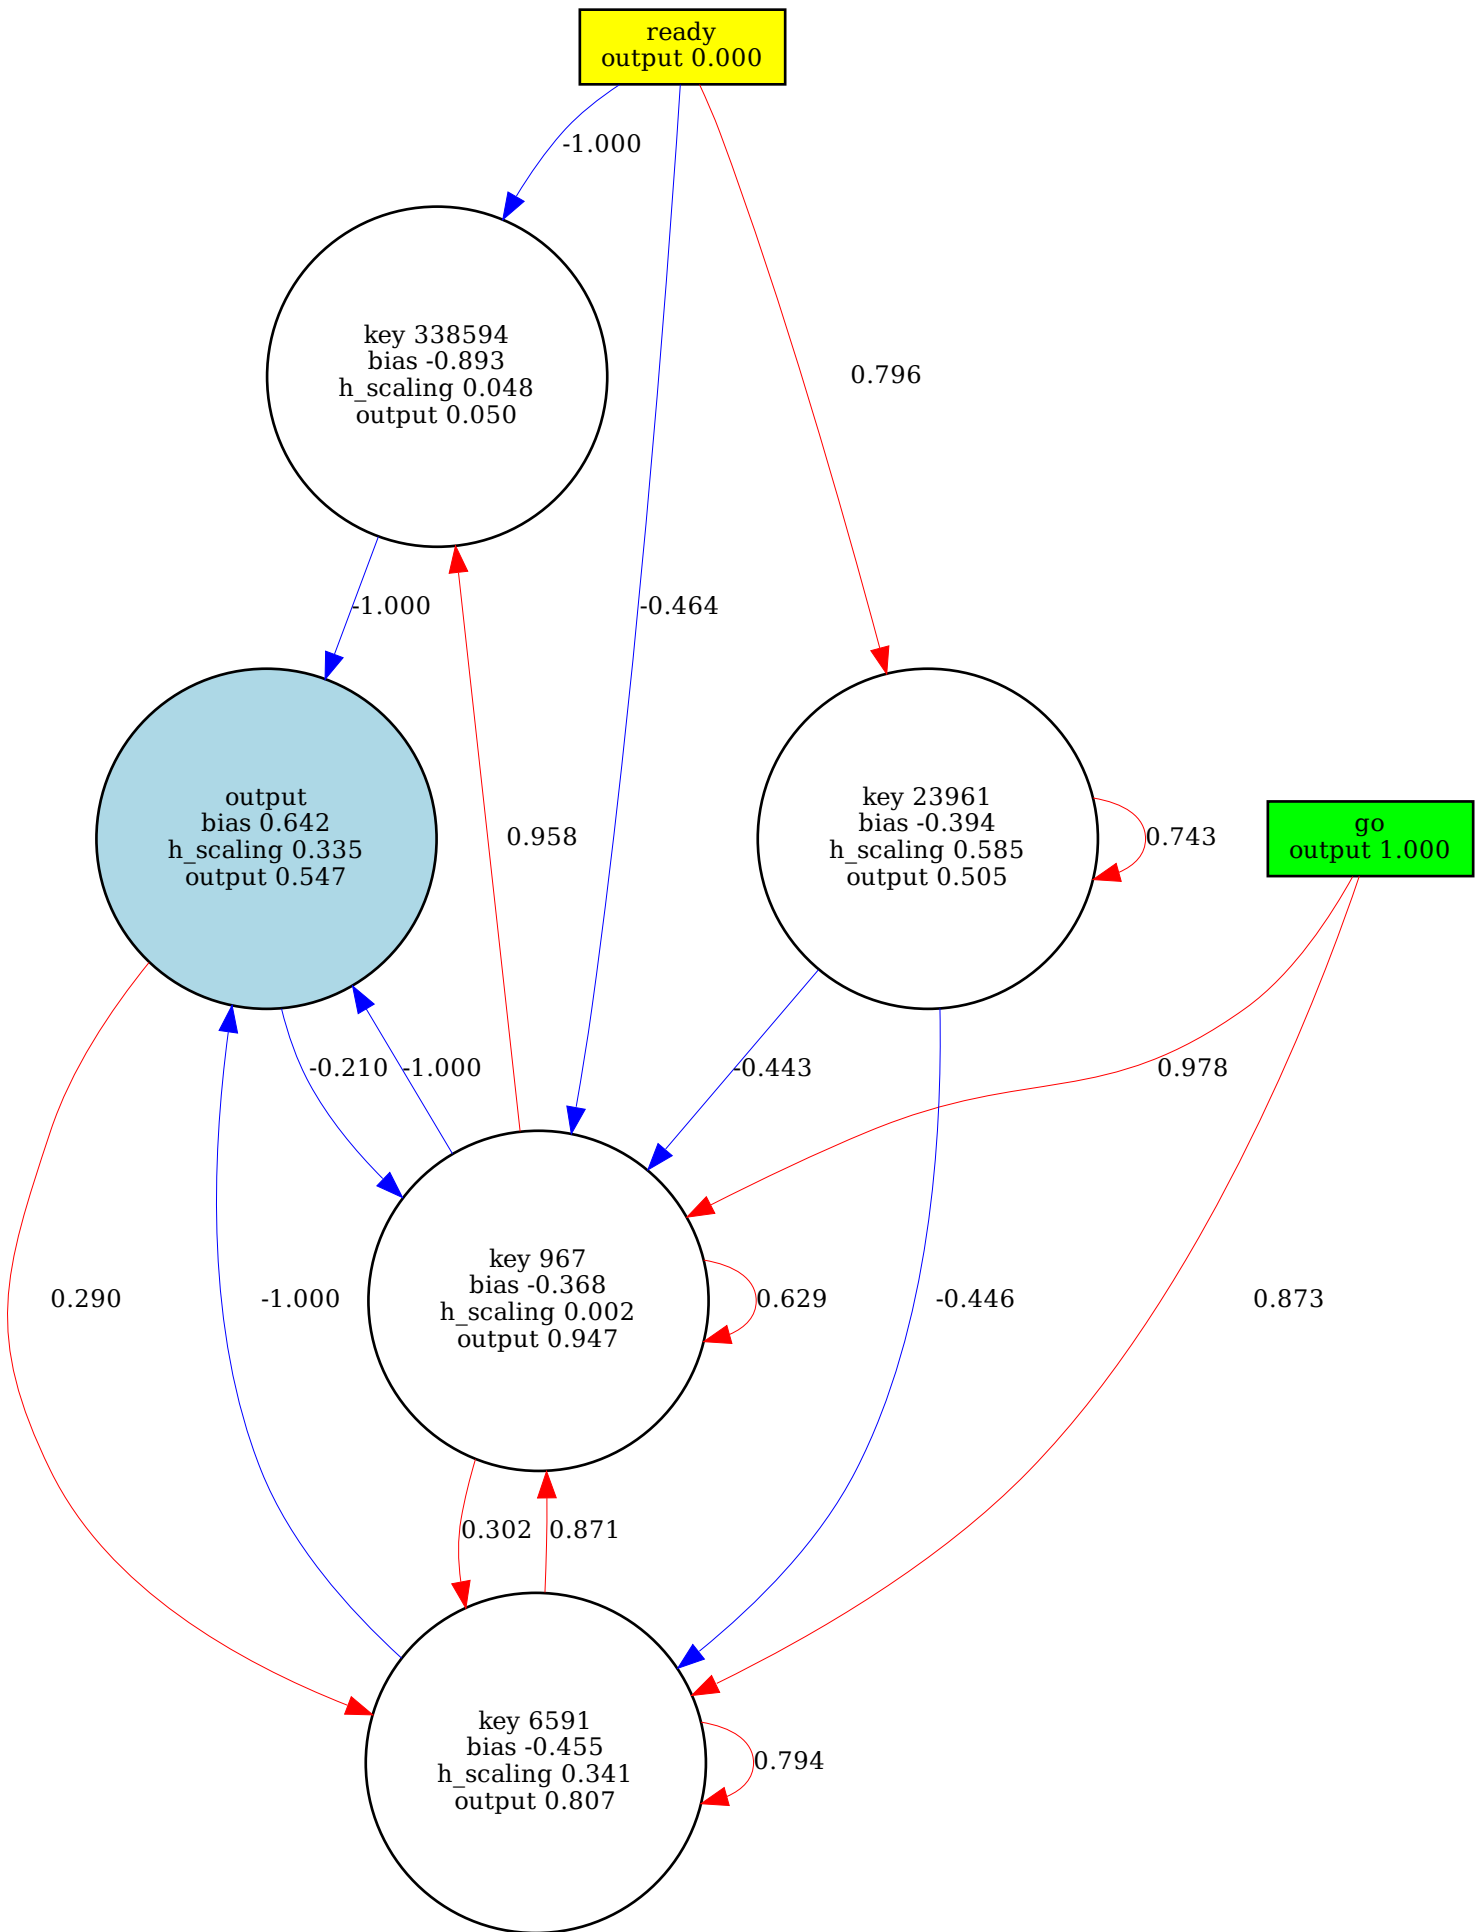 ready
output 0.000
-1.000
key 338594
bias -0.893
h_scaling 0.048
output 0.050
0.796
-1.000
-0.464
output
bias 0.642
h_scaling 0.335
output 0.547
0.958
key 23961
bias -0.394
h_scaling 0.585
output 0.505
0.743
go
output 1.000
-0.210
-1.000
-0.443
0.978
0.290
-1.000
key 967
bias -0.368
h_scaling 0.002
output 0.947
0.629
-0.446
0.873
0.302
0.871
key 6591
bias -0.455
h_scaling 0.341
output 0.807
0.794